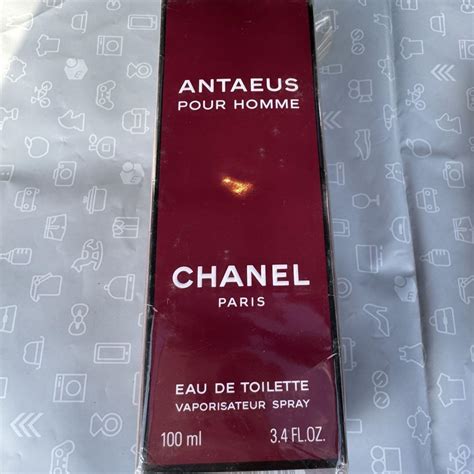 ANTAEUS
POUR HOMME
CHANEL
PARIS
EAU DE TOILETTE
VAPORISATEUR SPRAY
100 ml 3.4 FL.OZ.